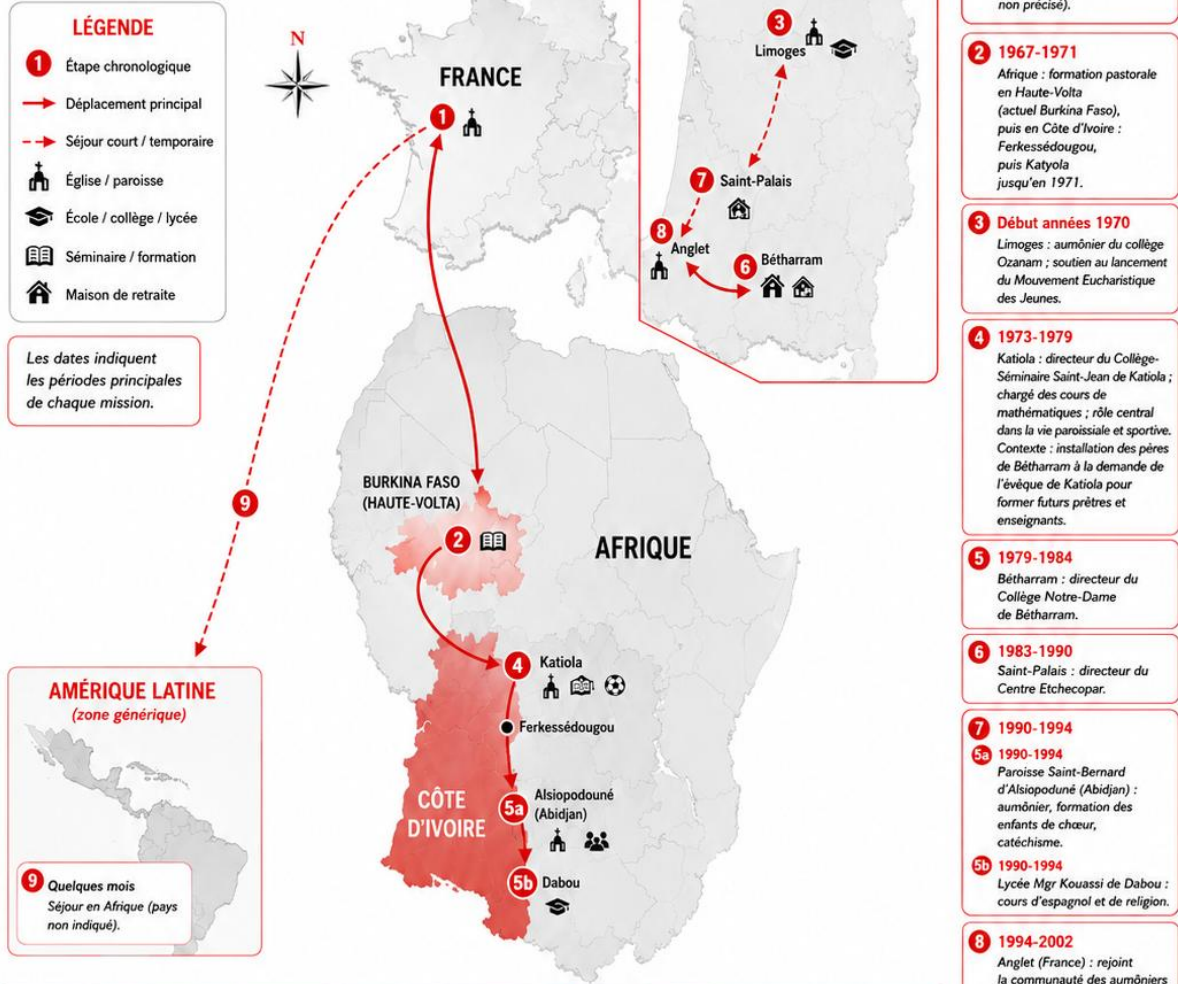 LÉGENDE
1 Étape chronologique
Déplacement principal
Séjour court / temporaire
Église / paroisse
École / collège / lycée
Séminaire / formation
Maison de retraite
Les dates indiquent
les périodes principales
de chaque mission.
N
FRANCE
1
9
3
Limoges
7 Saint-Palais
8
Anglet
6 Bétharram
BURKINA FASO
(HAUTE-VOLTA)
2
AFRIQUE
4 Katiola
Ferkessédougou
CÔTE
D'IVOIRE
5a Alsiopodouné
(Abidjan)
5b Dabou
AMÉRIQUE LATINE
(zone générique)
9 Quelques mois
Séjour en Afrique (pays
non indiqué).
non précisé).
2 1967-1971
Afrique : formation pastorale
en Haute-Volta
(actuel Burkina Faso),
puis en Côte d'Ivoire :
Ferkessédougou,
puis Katyola
jusqu'en 1971.
3 Début années 1970
Limoges : aumônier du collège
Ozanam ; soutien au lancement
du Mouvement Eucharistique
des Jeunes.
4 1973-1979
Katiola : directeur du Collège-
Séminaire Saint-Jean de Katiola ;
chargé des cours de
mathématiques ; rôle central
dans la vie paroissiale et sportive.
Contexte : installation des pères
de Bétharram à la demande de
l'évêque de Katiola pour
former futurs prêtres et
enseignants.
5 1979-1984
Bétharram : directeur du
Collège Notre-Dame
de Bétharram.
6 1983-1990
Saint-Palais : directeur du
Centre Etchecopar.
7 1990-1994
5a 1990-1994
Paroisse Saint-Bernard
d'Alsiopoduné (Abidjan) :
aumônier, formation des
enfants de chœur,
catéchisme.
5b 1990-1994
Lycée Mgr Kouassi de Dabou :
cours d'espagnol et de religion.
8 1994-2002
Anglet (France) : rejoint
la communauté des aumôniers